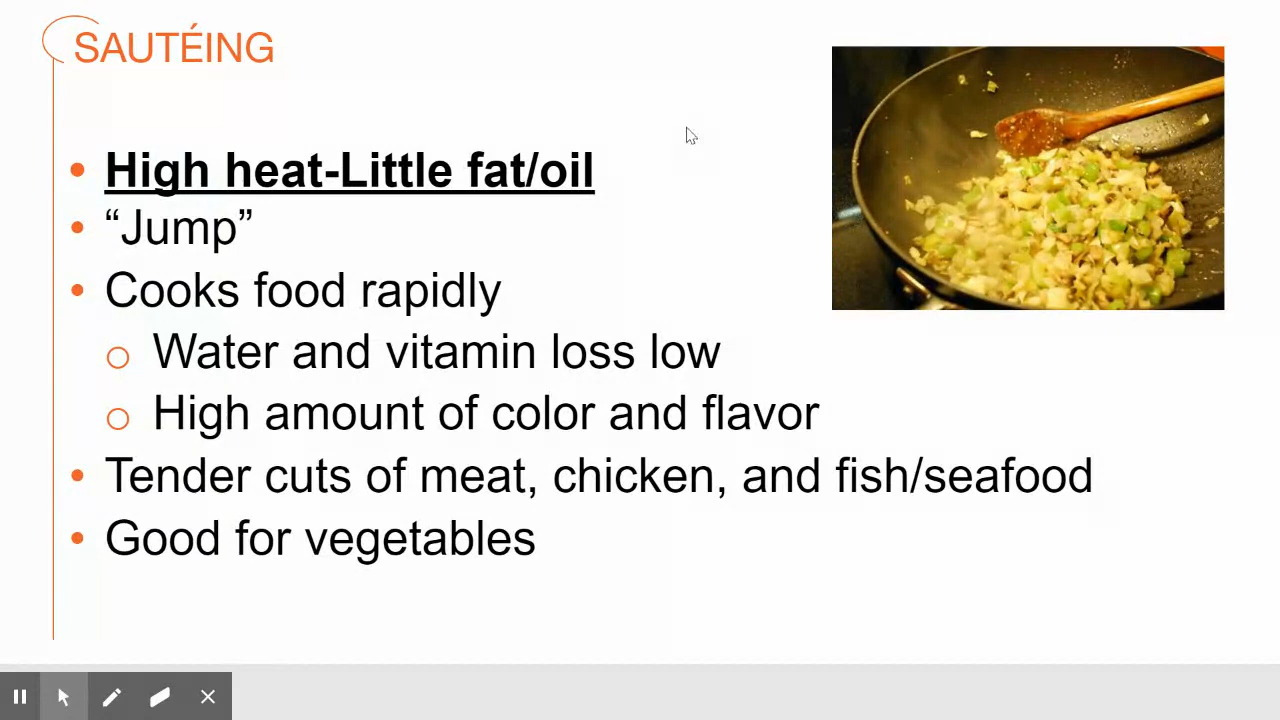 SAUTÉING
• High heat-Little fat/oil
• “Jump”
• Cooks food rapidly
o Water and vitamin loss low
o High amount of color and flavor
• Tender cuts of meat, chicken, and fish/seafood
• Good for vegetables